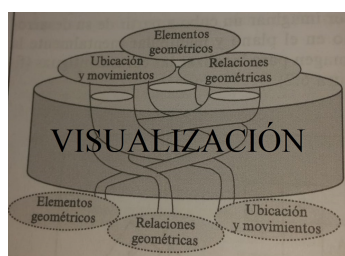 Elementos
geométricos
Ubicación
y movimientos
Relaciones
geométricas
VISUALIZACIÓN
Elementos
geométricos
Relaciones
geométricas
Ubicación
y movimientos